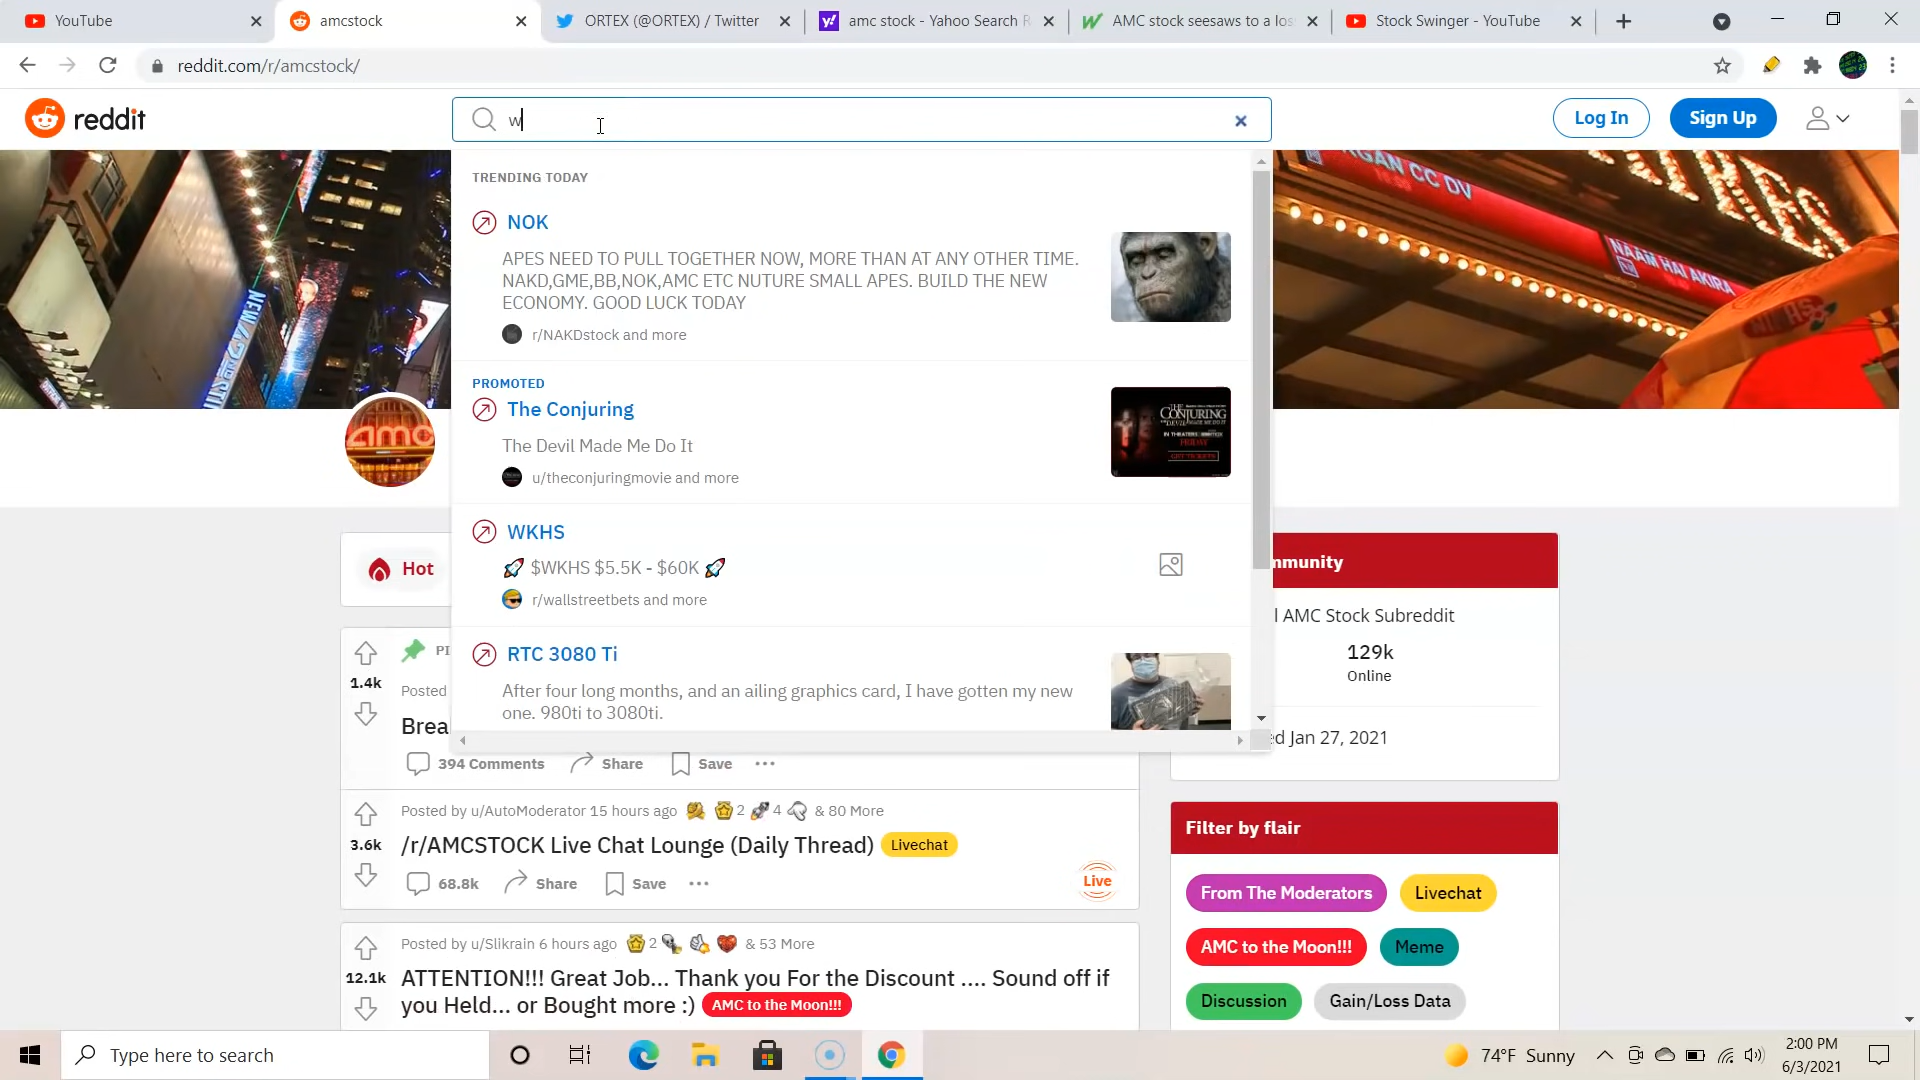 YouTube
amcstock
ORTEX (@ORTEX) / Twitter
amc stock - Yahoo Search R
AMC stock seesaws to a los
Stock Swinger - YouTube
reddit.com/r/amcstock/
reddit
w
Log In
Sign Up
TRENDING TODAY
NOK
APES NEED TO PULL TOGETHER NOW, MORE THAN AT ANY OTHER TIME.
NAKD,GME,BB,NOK,AMC ETC NUTURE SMALL APES. BUILD THE NEW
ECONOMY. GOOD LUCK TODAY
r/NAKDstock and more
PROMOTED
The Conjuring
The Devil Made Me Do It
u/theconjuringmovie and more
THE
CONJURING
FRIDAY
WKHS
🚀 $WKHS $5.5K - $60K 🚀
r/wallstreetbets and more
RTC 3080 Ti
After four long months, and an ailing graphics card, I have gotten my new
one. 980ti to 3080ti.
NEW
NAAM HAI AKIRA
amc
Hot
mmunity
l AMC Stock Subreddit
129k
Online
ed Jan 27, 2021
PI
1.4k
Posted
Brea
394 Comments
Share
Save
Posted by u/AutoModerator 15 hours ago 2 4 & 80 More
3.6k
/r/AMCSTOCK Live Chat Lounge (Daily Thread) Livechat
68.8k
Share
Save
Live
Posted by u/Slikrain 6 hours ago 2 & 53 More
12.1k
ATTENTION!!! Great Job... Thank you For the Discount .... Sound off if
you Held... or Bought more :) AMC to the Moon!!!
Filter by flair
From The Moderators
Livechat
AMC to the Moon!!!
Meme
Discussion
Gain/Loss Data
Type here to search
74°F Sunny
2:00 PM
6/3/2021